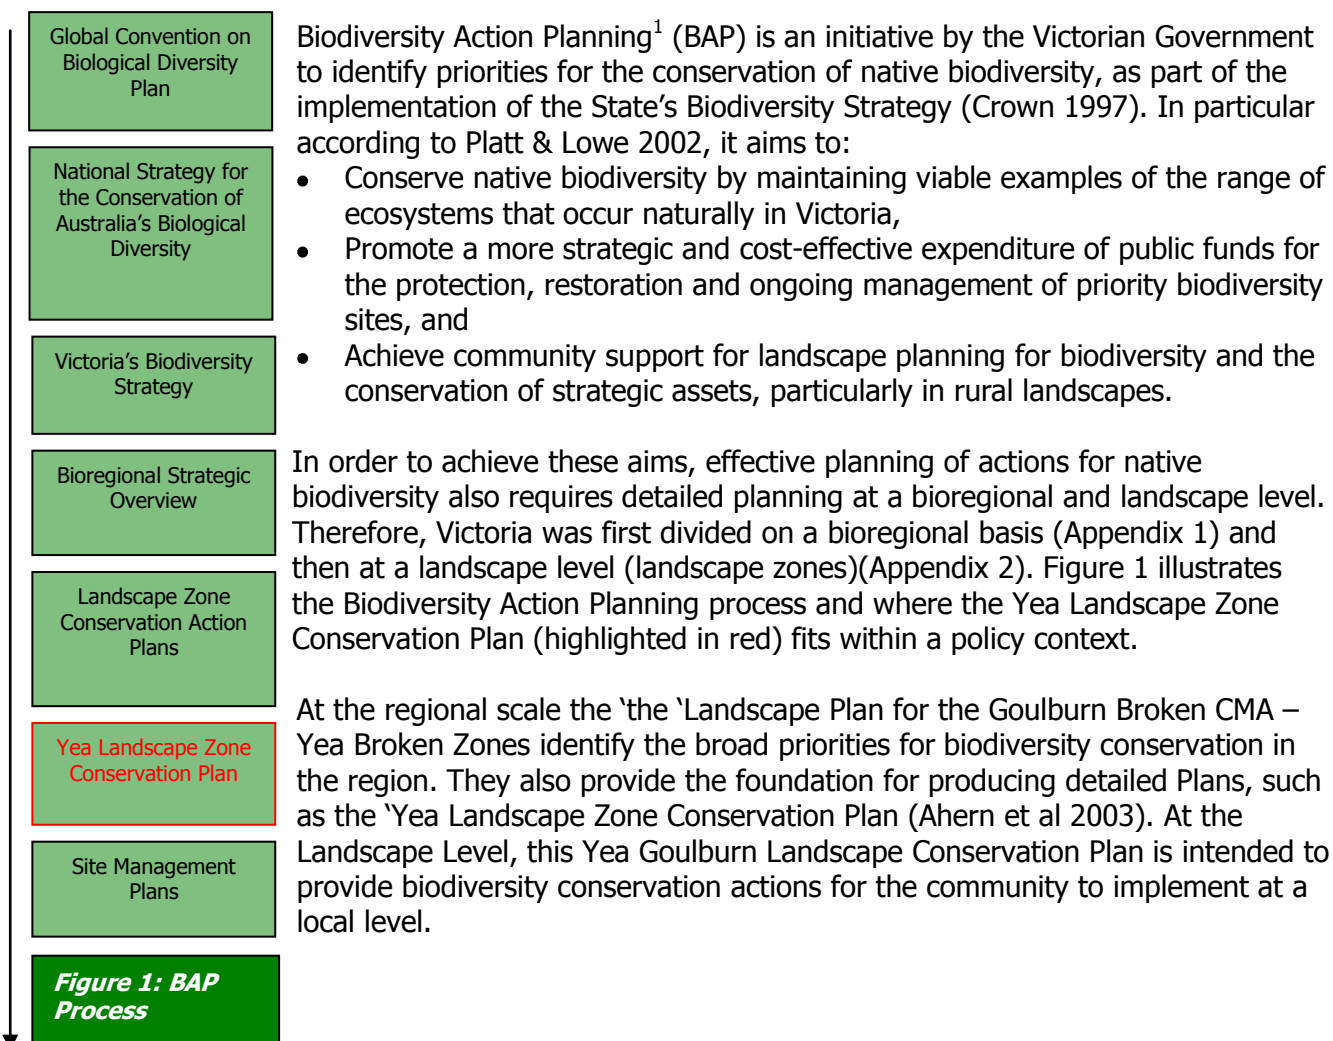 Global Convention on
Biological Diversity
Plan
National Strategy for
the Conservation of
Australia’s Biological
Diversity
Victoria’s Biodiversity
Strategy
Bioregional Strategic
Overview
Landscape Zone
Conservation Action
Plans
Yea Landscape Zone
Conservation Plan
Site Management
Plans
Figure 1: BAP
Process
Biodiversity Action Planning1 (BAP) is an initiative by the Victorian Government
to identify priorities for the conservation of native biodiversity, as part of the
implementation of the State’s Biodiversity Strategy (Crown 1997). In particular
according to Platt & Lowe 2002, it aims to:
• Conserve native biodiversity by maintaining viable examples of the range of
ecosystems that occur naturally in Victoria,
• Promote a more strategic and cost-effective expenditure of public funds for
the protection, restoration and ongoing management of priority biodiversity
sites, and
• Achieve community support for landscape planning for biodiversity and the
conservation of strategic assets, particularly in rural landscapes.
In order to achieve these aims, effective planning of actions for native
biodiversity also requires detailed planning at a bioregional and landscape level.
Therefore, Victoria was first divided on a bioregional basis (Appendix 1) and
then at a landscape level (landscape zones)(Appendix 2). Figure 1 illustrates
the Biodiversity Action Planning process and where the Yea Landscape Zone
Conservation Plan (highlighted in red) fits within a policy context.
At the regional scale the ‘the ‘Landscape Plan for the Goulburn Broken CMA –
Yea Broken Zones identify the broad priorities for biodiversity conservation in
the region. They also provide the foundation for producing detailed Plans, such
as the ‘Yea Landscape Zone Conservation Plan (Ahern et al 2003). At the
Landscape Level, this Yea Goulburn Landscape Conservation Plan is intended to
provide biodiversity conservation actions for the community to implement at a
local level.